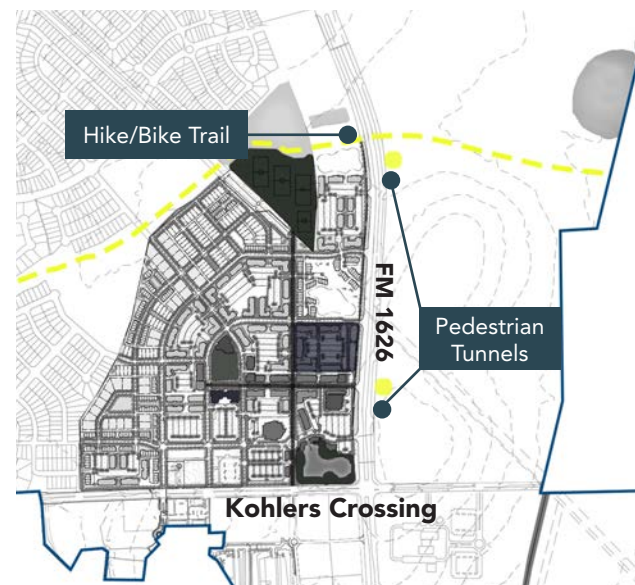 Hike/Bike Trail
FM 1626
Pedestrian
Tunnels
Kohlers Crossing